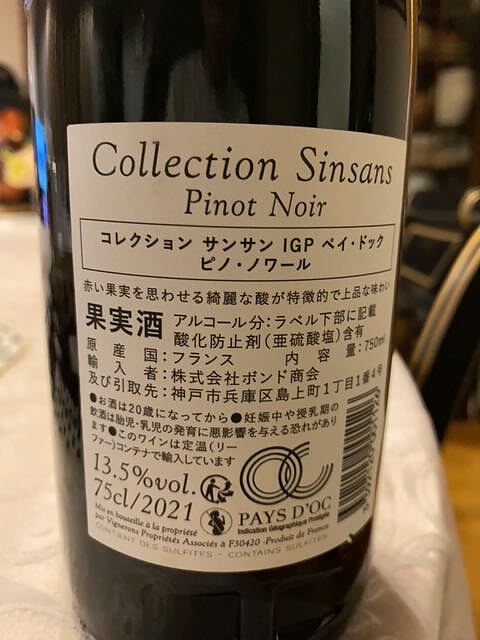 Collection Sinsans
Pinot Noir
コレクション サンサン IGP ペイ・ドック
ピノ・ノワール
赤い果実を思わせる綺麗な酸が特徴的で上品な味わい
果実酒 アルコール分:ラベル下部に記載
酸化防止剤(亜硫酸塩)含有
原産国:フランス 内容量:750ml
輸入者:株式会社ボンド商会
及び引取先:神戸市兵庫区島上町1丁目1番4号
●お酒は20歳になってから●妊娠中や授乳期の
飲酒は胎児・乳児の発育に悪影響を与える恐れがあり
ます●このワインは定温(リー
ファー)コンテナで輸入しています
13.5%vol.
75cl/2021
PAYS D'OC
Indication Géographique Protégée
Mis en bouteille à la propriété
par Vignerons Propriétés Associés à F30420 - Produit de France
CONTIENT DES SULFITES - CONTAINS SULFITES